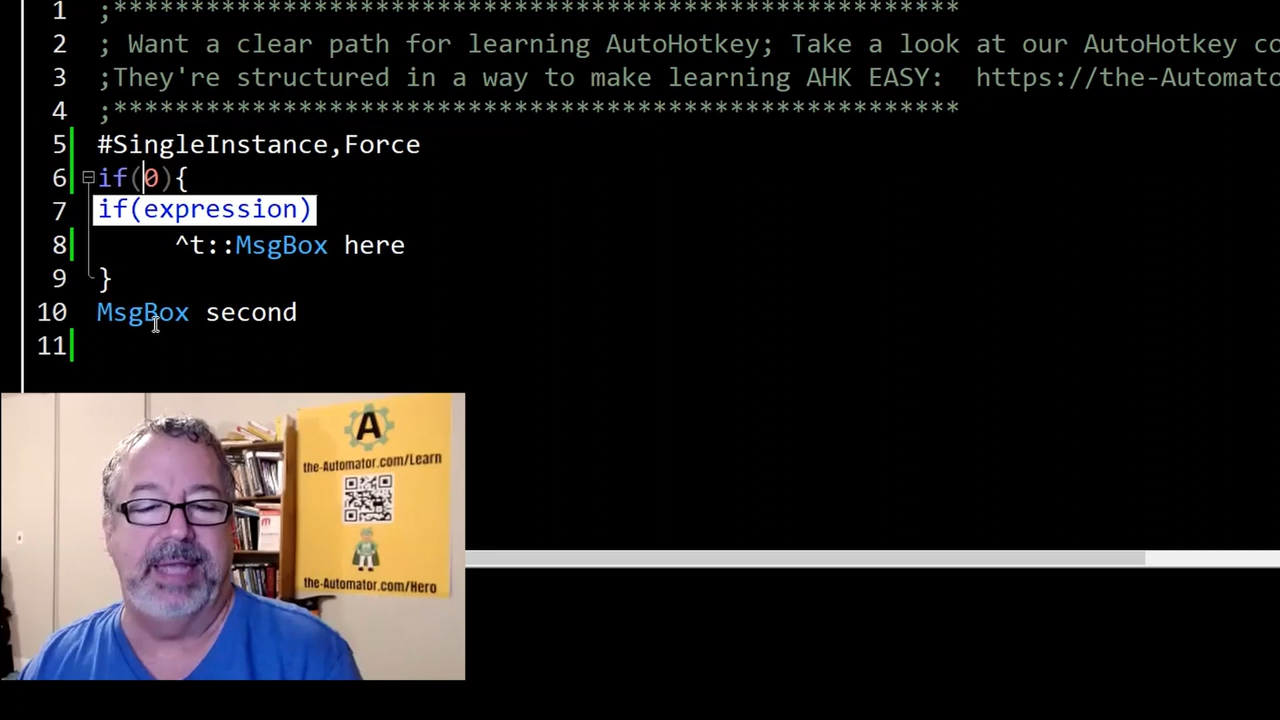 1 ;******************************************************
2 ; Want a clear path for learning AutoHotkey; Take a look at our AutoHotkey co
3 ;They're structured in a way to make learning AHK EASY: https://the-Automato
4 ;******************************************************
5 #SingleInstance,Force
6 if(0){
7 if(expression)
8 ^t::MsgBox here
9 }
10 MsgBox second
11
A
the-Automator.com/Learn
the-Automator.com/Hero